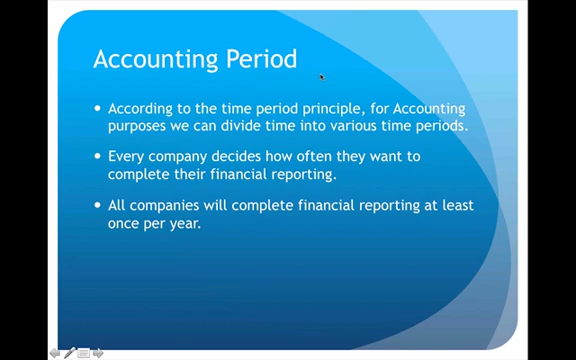 Accounting Period
• According to the time period principle, for Accounting
purposes we can divide time into various time periods.
• Every company decides how often they want to
complete their financial reporting.
• All companies will complete financial reporting at least
once per year.